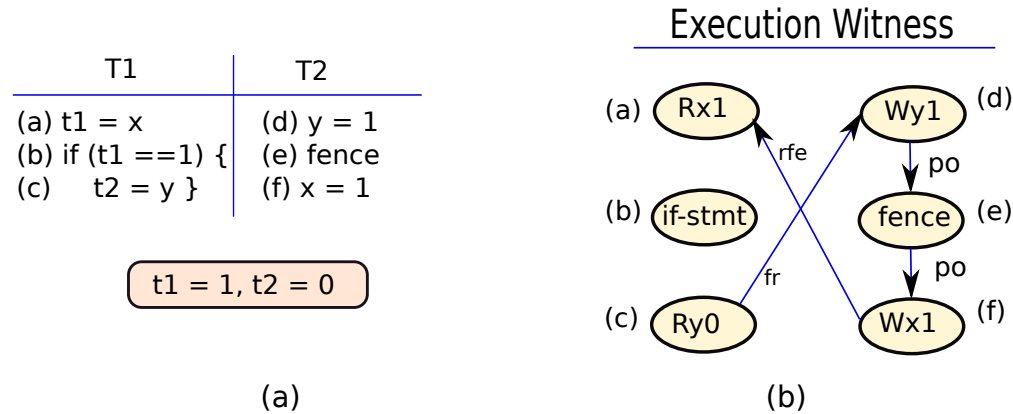 T1 T2
(a) t1 = x (d) y = 1
(b) if (t1 ==1) { (e) fence
(c) t2 = y } (f) x = 1
t1 = 1, t2 = 0
(a)
Execution Witness
(a) Rx1 Wy1 (d)
rfe po
(b) if-stmt fence (e)
fr po
(c) Ry0 Wx1 (f)
(b)